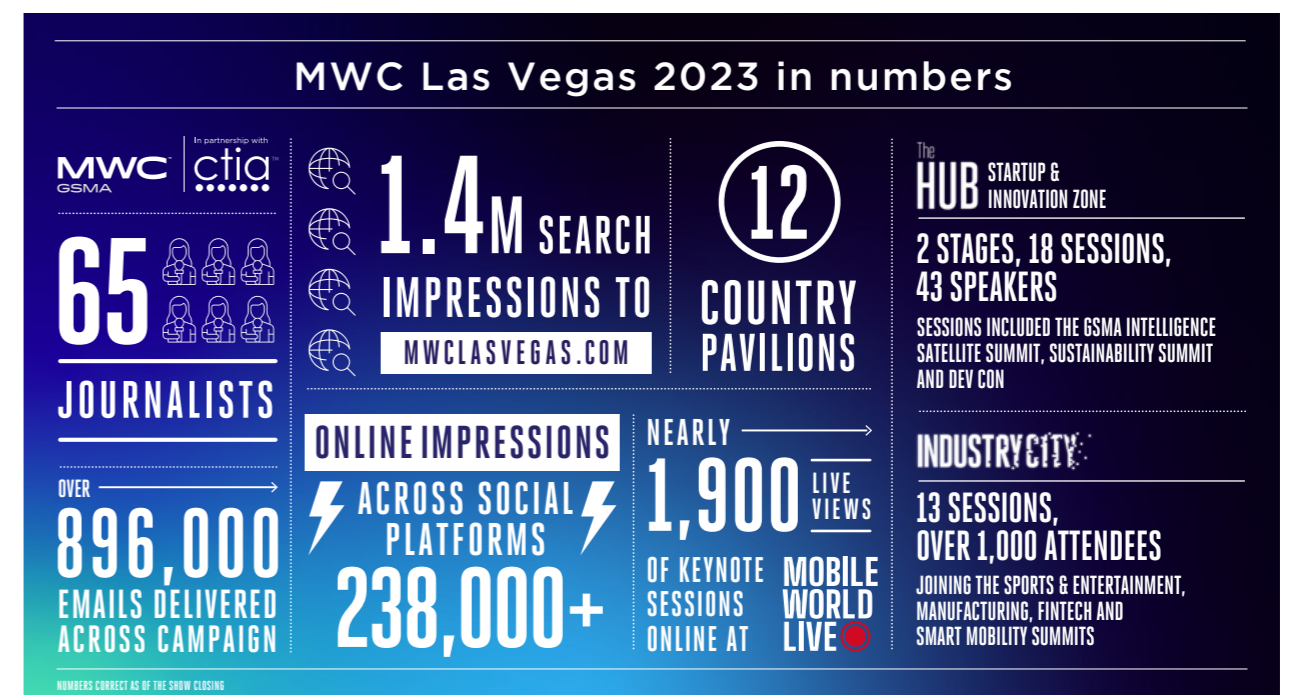 MWC Las Vegas 2023 in numbers
MWC™
GSMA
In partnership with
ctia™
65
JOURNALISTS
OVER
896,000
EMAILS DELIVERED
ACROSS CAMPAIGN
1.4M SEARCH
IMPRESSIONS TO
MWCLASVEGAS.COM
12
COUNTRY
PAVILIONS
ONLINE IMPRESSIONS
ACROSS SOCIAL
PLATFORMS
238,000+
NEARLY
1,900
LIVE
VIEWS
OF KEYNOTE
SESSIONS
ONLINE AT
MOBILE
WORLD
LIVE
The
HUB
STARTUP &
INNOVATION ZONE
2 STAGES, 18 SESSIONS,
43 SPEAKERS
SESSIONS INCLUDED THE GSMA INTELLIGENCE
SATELLITE SUMMIT, SUSTAINABILITY SUMMIT
AND DEV CON
INDUSTRY CITY
13 SESSIONS,
OVER 1,000 ATTENDEES
JOINING THE SPORTS & ENTERTAINMENT,
MANUFACTURING, FINTECH AND
SMART MOBILITY SUMMITS
NUMBERS CORRECT AS OF THE SHOW CLOSING